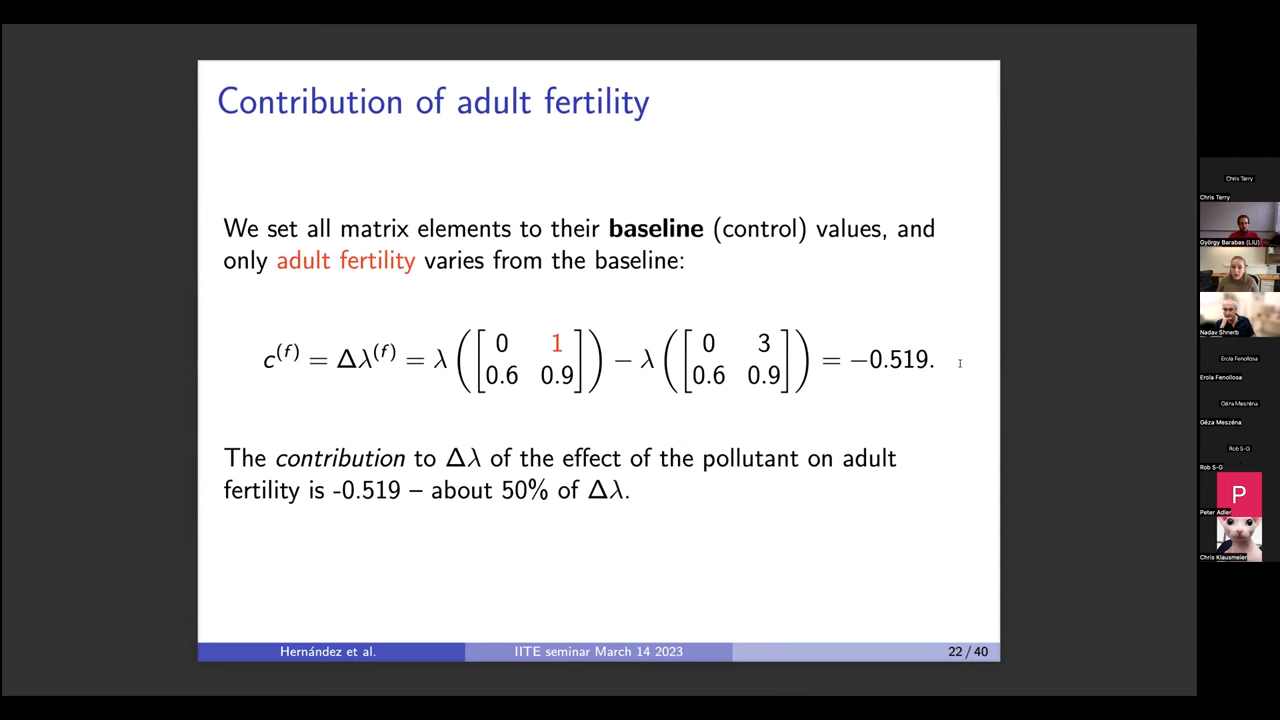 Contribution of adult fertility
We set all matrix elements to their baseline (control) values, and
only adult fertility varies from the baseline:
c^(f) = Δλ^(f) = λ([0 1; 0.6 0.9]) − λ([0 3; 0.6 0.9]) = −0.519.
The contribution to Δλ of the effect of the pollutant on adult
fertility is -0.519 – about 50% of Δλ.
Hernández et al.
IITE seminar March 14 2023
22 / 40
Chris Terry
Chris Terry
György Barabas (LiU)
Nadav Shnerb
Erola Fenollosa
Erola Fenollosa
Géza Meszéna
Géza Meszéna
Rob S-G
Rob S-G
P
Peter Adler
Chris Klausmeier